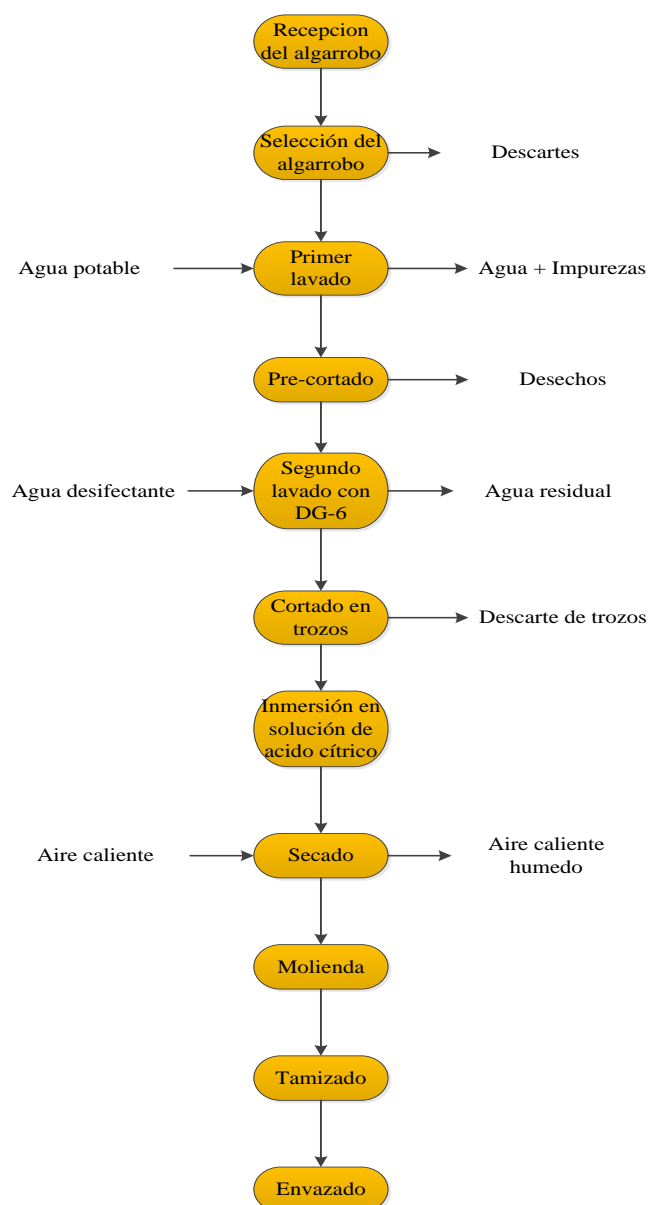 Recepcion
del algarrobo
Selección del
algarrobo
Descartes
Agua potable
Primer
lavado
Agua + Impurezas
Pre-cortado
Desechos
Agua desifectante
Segundo
lavado con
DG-6
Agua residual
Cortado en
trozos
Descarte de trozos
Inmersión en
solución de
acido cítrico
Aire caliente
Secado
Aire caliente
humedo
Molienda
Tamizado
Envazado